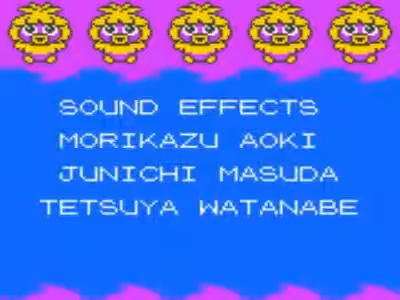 SOUND EFFECTS
MORIKAZU AOKI
JUNICHI MASUDA
TETSUYA WATANABE